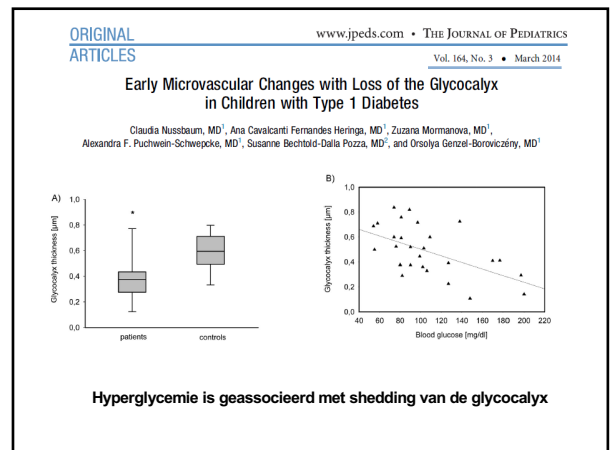 ORIGINAL
ARTICLES
www.jpeds.com • THE JOURNAL OF PEDIATRICS
Vol. 164, No. 3 • March 2014
Early Microvascular Changes with Loss of the Glycocalyx
in Children with Type 1 Diabetes
Claudia Nussbaum, MD1, Ana Cavalcanti Fernandes Heringa, MD1, Zuzana Mormanova, MD1,
Alexandra F. Puchwein-Schwepcke, MD1, Susanne Bechtold-Dalla Pozza, MD2, and Orsolya Genzel-Boroviczény, MD1
A)
Glycocalyx thickness [µm]
1,0
0,8
0,6
0,4
0,2
0,0
*
patients controls
B)
Glycocalyx thickness [µm]
1,0
0,8
0,6
0,4
0,2
0,0
40 60 80 100 120 140 160 180 200 220
Blood glucose [mg/dl]
Hyperglycemie is geassocieerd met shedding van de glycocalyx